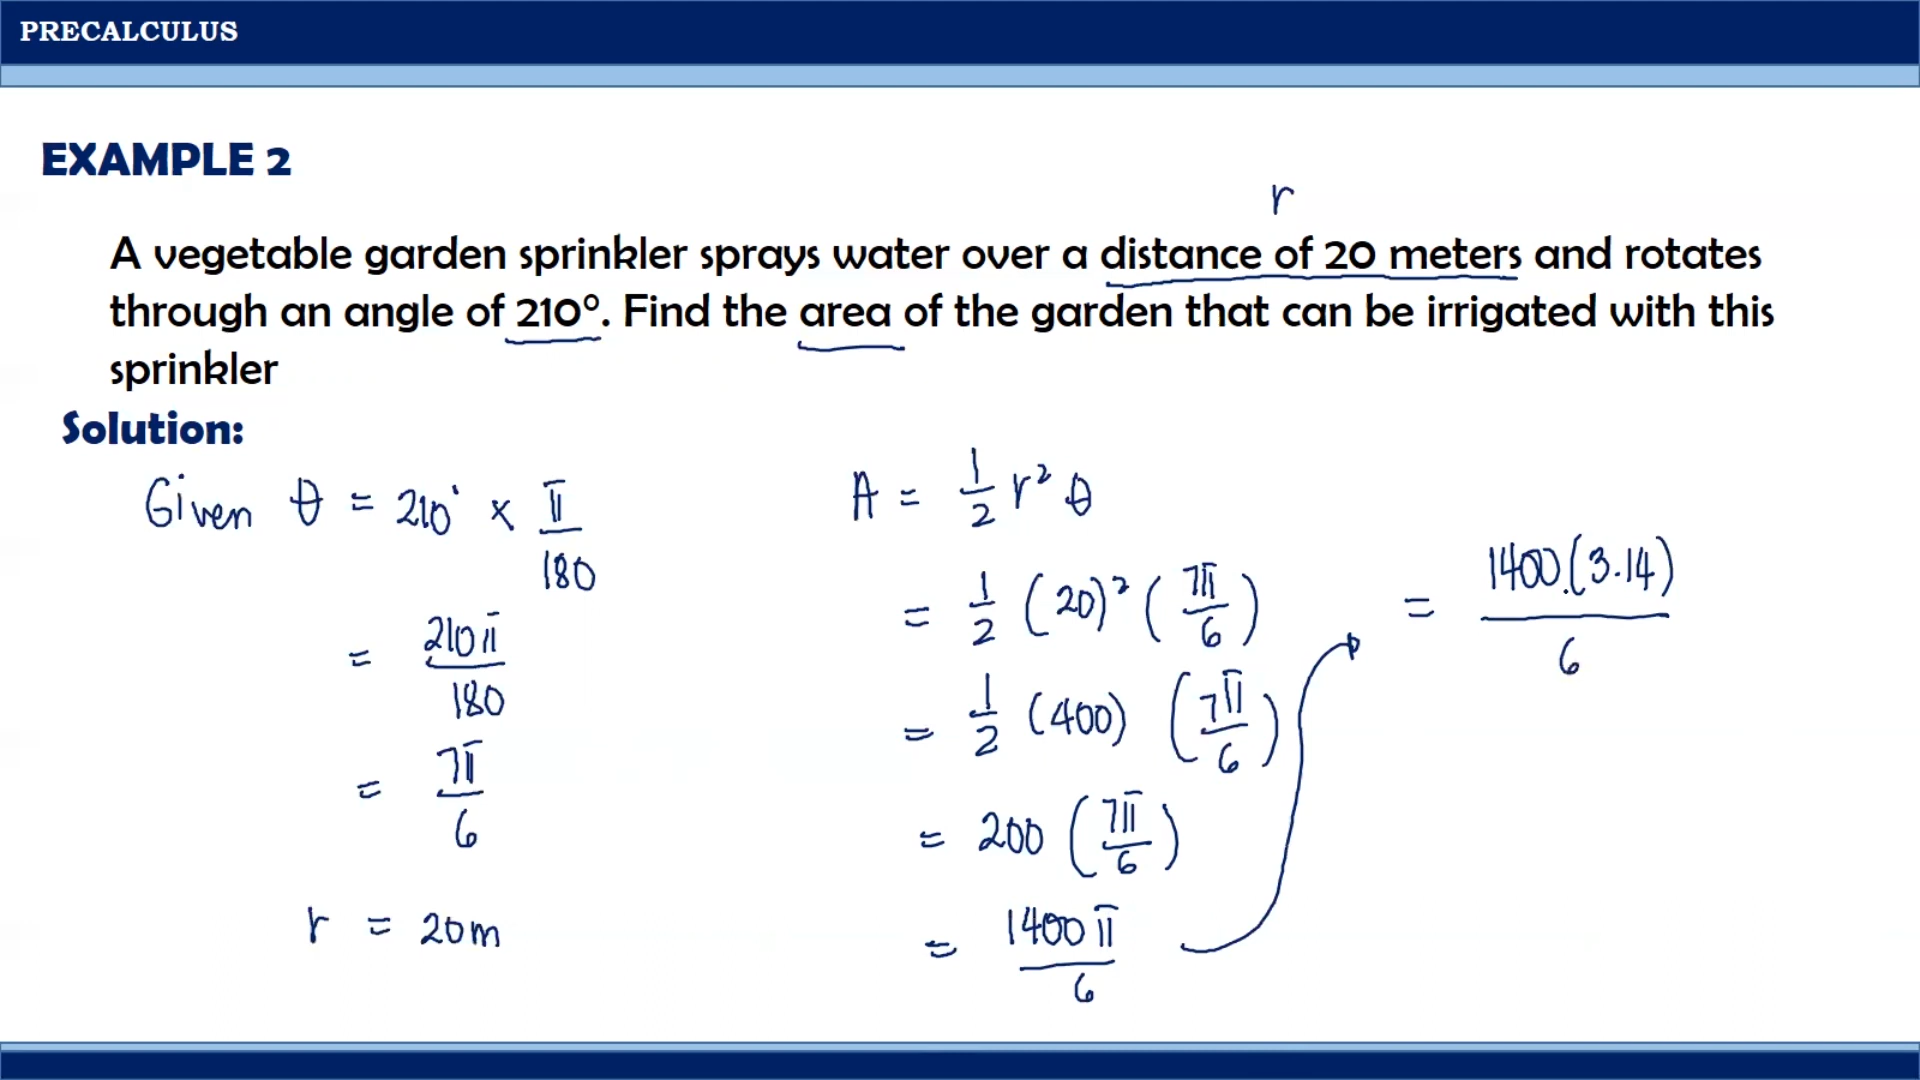 PRECALCULUS
EXAMPLE 2
r
A vegetable garden sprinkler sprays water over a distance of 20 meters and rotates
through an angle of 210°. Find the area of the garden that can be irrigated with this
sprinkler
Solution:
Given θ = 210° × π/180
= 210π/180
= 7π/6
r = 20m
A = 1/2 r² θ
= 1/2 (20)² (7π/6)
= 1/2 (400) (7π/6)
= 200 (7π/6)
= 1400π/6
= 1400.(3.14)/6